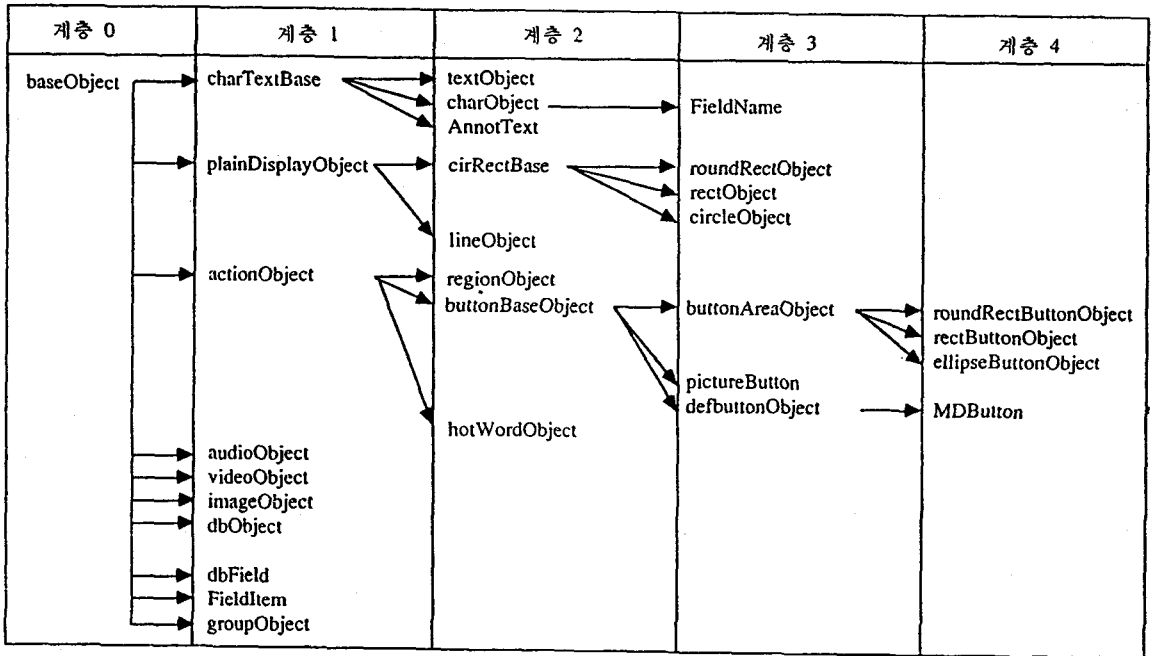 계층 0 계층 1 계층 2 계층 3 계층 4
baseObject charTextBase textObject
charObject FieldName
AnnotText
plainDisplayObject cirRectBase roundRectObject
rectObject
circleObject
lineObject
actionObject regionObject
buttonBaseObject buttonAreaObject roundRectButtonObject
rectButtonObject
ellipseButtonObject
pictureButton
defbuttonObject MDButton
hotWordObject
audioObject
videoObject
imageObject
dbObject
dbField
FieldItem
groupObject